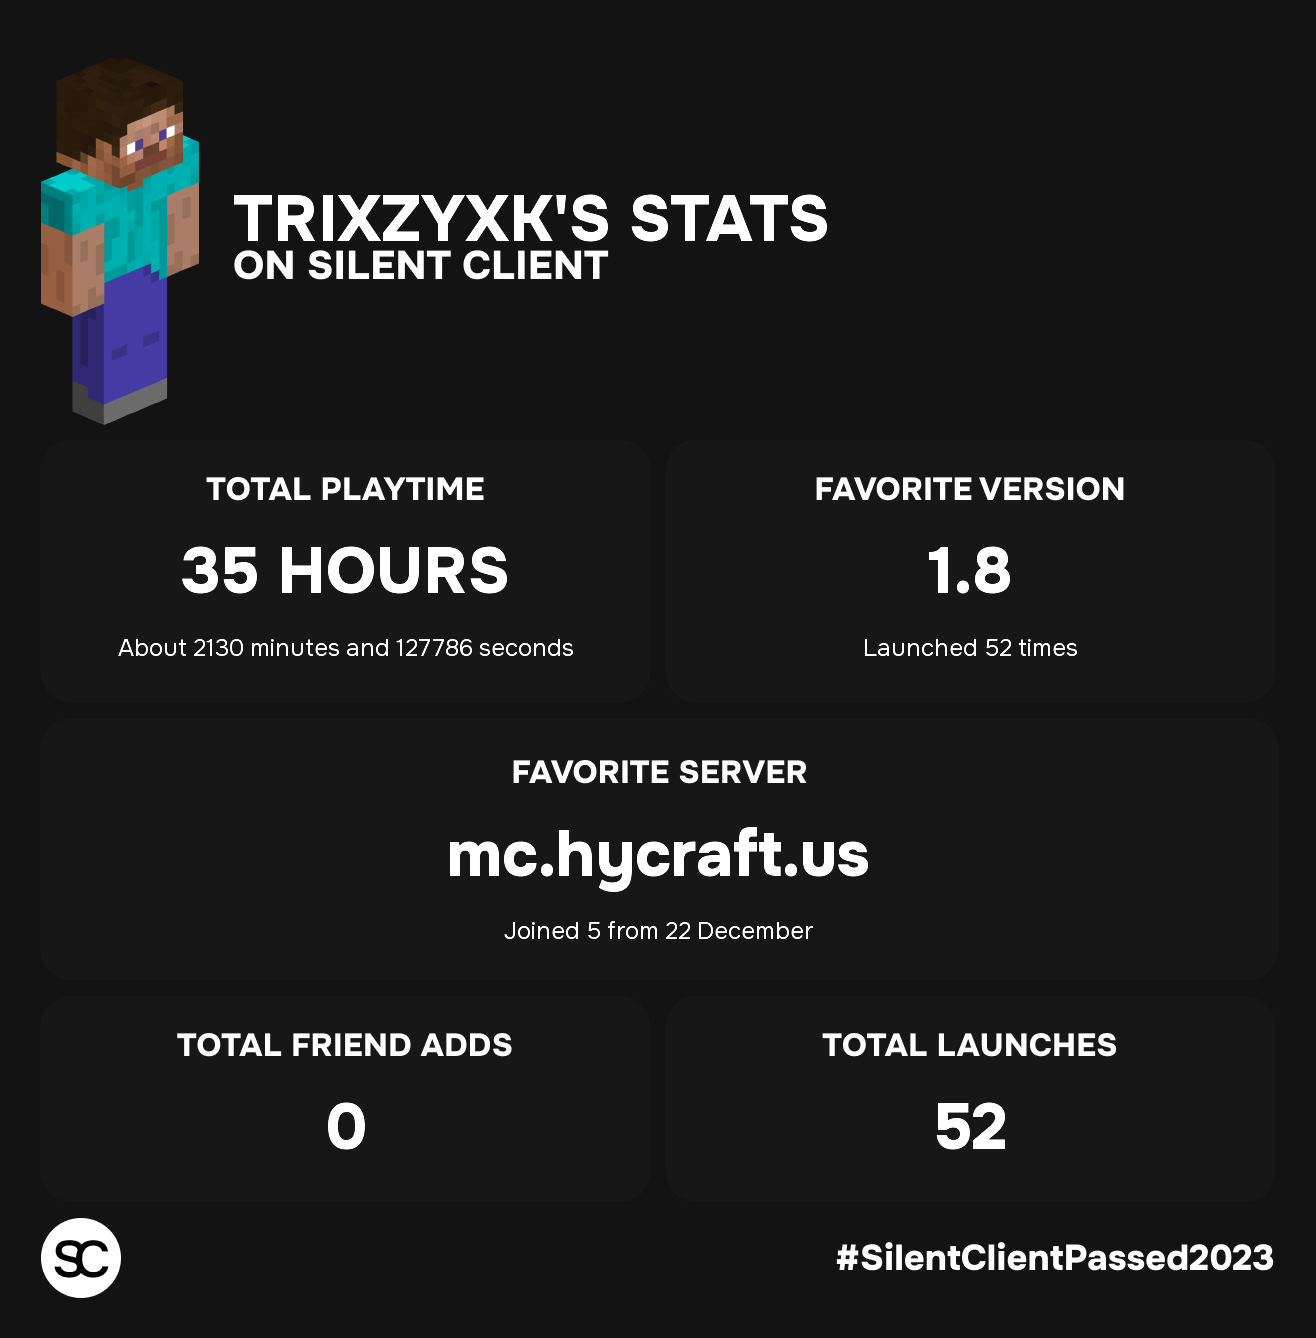 TRIXZYXK'S STATS
ON SILENT CLIENT
TOTAL PLAYTIME
35 HOURS
About 2130 minutes and 127786 seconds
FAVORITE VERSION
1.8
Launched 52 times
FAVORITE SERVER
mc.hycraft.us
Joined 5 from 22 December
TOTAL FRIEND ADDS
0
TOTAL LAUNCHES
52
SC
#SilentClientPassed2023